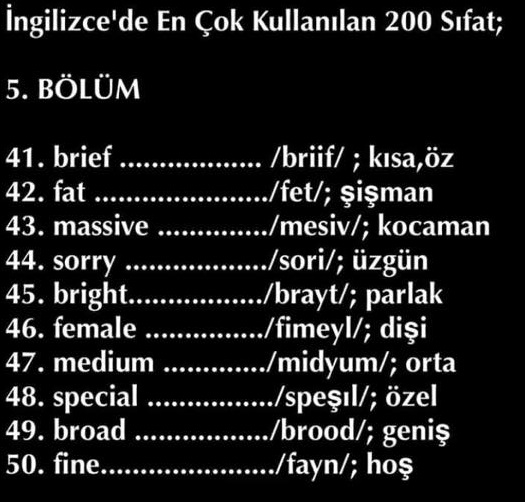 İngilizce'de En Çok Kullanılan 200 Sıfat;
5. BÖLÜM
41. brief .................. /briif/ ; kısa,öz
42. fat ....................../fet/; şişman
43. massive ............../mesiv/; kocaman
44. sorry ................../sori/; üzgün
45. bright................./brayt/; parlak
46. female .............../fimeyl/; dişi
47. medium ............./midyum/; orta
48. special ................/speşıl/; özel
49. broad ................./brood/; geniş
50. fine....................../fayn/; hoş